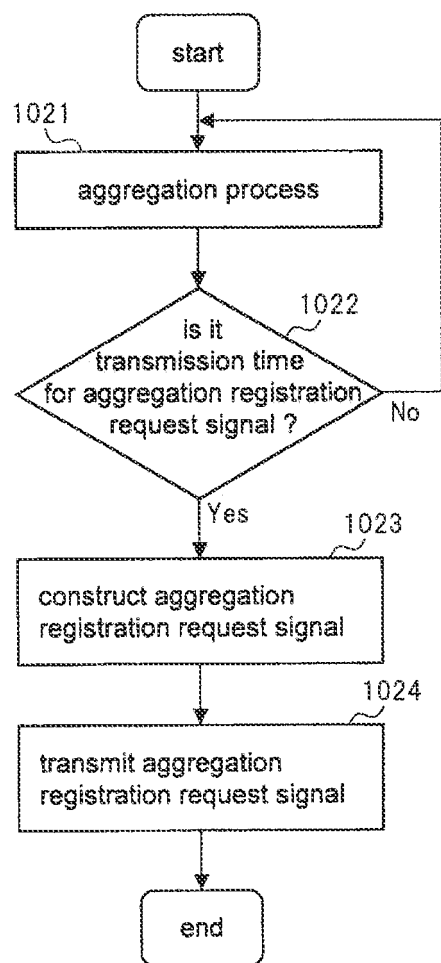 start
1021
aggregation process
1022
is it
transmission time
for aggregation registration
request signal ?
No
Yes
1023
construct aggregation
registration request signal
1024
transmit aggregation
registration request signal
end